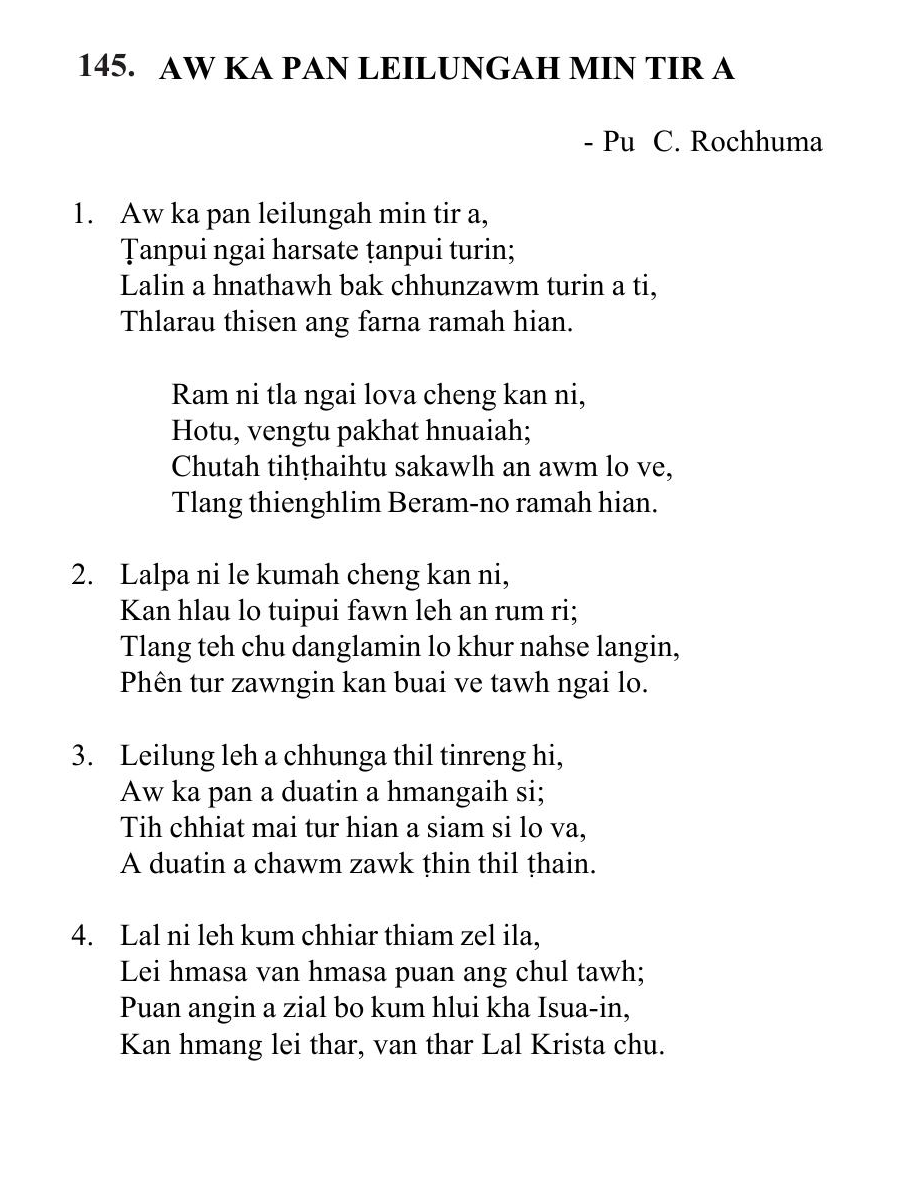 145. AW KA PAN LEILUNGAH MIN TIR A
- Pu C. Rochhuma
1. Aw ka pan leilungah min tir a,
Ṭanpui ngai harsate ṭanpui turin;
Lalin a hnathawh bak chhunzawm turin a ti,
Thlarau thisen ang farna ramah hian.
Ram ni tla ngai lova cheng kan ni,
Hotu, vengtu pakhat hnuaiah;
Chutah tihṭhaihtu sakawlh an awm lo ve,
Tlang thienghlim Beram-no ramah hian.
2. Lalpa ni le kumah cheng kan ni,
Kan hlau lo tuipui fawn leh an rum ri;
Tlang teh chu danglamin lo khur nahse langin,
Phên tur zawngin kan buai ve tawh ngai lo.
3. Leilung leh a chhunga thil tinreng hi,
Aw ka pan a duatin a hmangaih si;
Tih chhiat mai tur hian a siam si lo va,
A duatin a chawm zawk ṭhin thil ṭhain.
4. Lal ni leh kum chhiar thiam zel ila,
Lei hmasa van hmasa puan ang chul tawh;
Puan angin a zial bo kum hlui kha Isua-in,
Kan hmang lei thar, van thar Lal Krista chu.